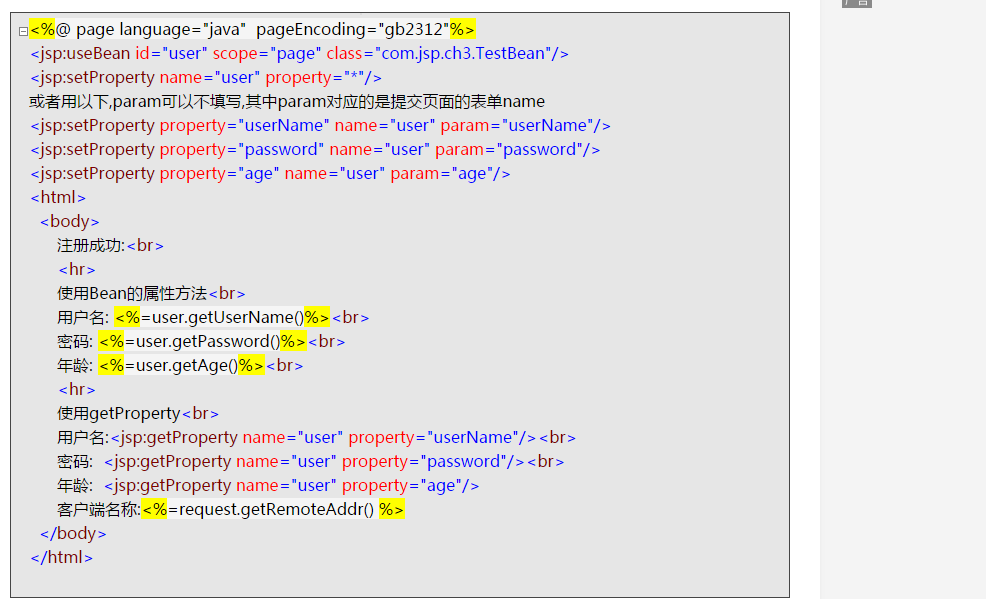 <%@ page language="java"  pageEncoding="gb2312"%>
<jsp:useBean id="user" scope="page" class="com.jsp.ch3.TestBean"/>
<jsp:setProperty name="user" property="*"/>
或者用以下,param可以不填写,其中param对应的是提交页面的表单name
<jsp:setProperty property="userName" name="user" param="userName"/>
<jsp:setProperty property="password" name="user" param="password"/>
<jsp:setProperty property="age" name="user" param="age"/>
<html>
<body>
注册成功:<br>
<hr>
使用Bean的属性方法<br>
用户名: <%=user.getUserName()%><br>
密码: <%=user.getPassword()%><br>
年龄: <%=user.getAge()%><br>
<hr>
使用getProperty<br>
用户名:<jsp:getProperty name="user" property="userName"/><br>
密码:  <jsp:getProperty name="user" property="password"/><br>
年龄:  <jsp:getProperty name="user" property="age"/>
客户端名称:<%=request.getRemoteAddr() %>
</body>
</html>